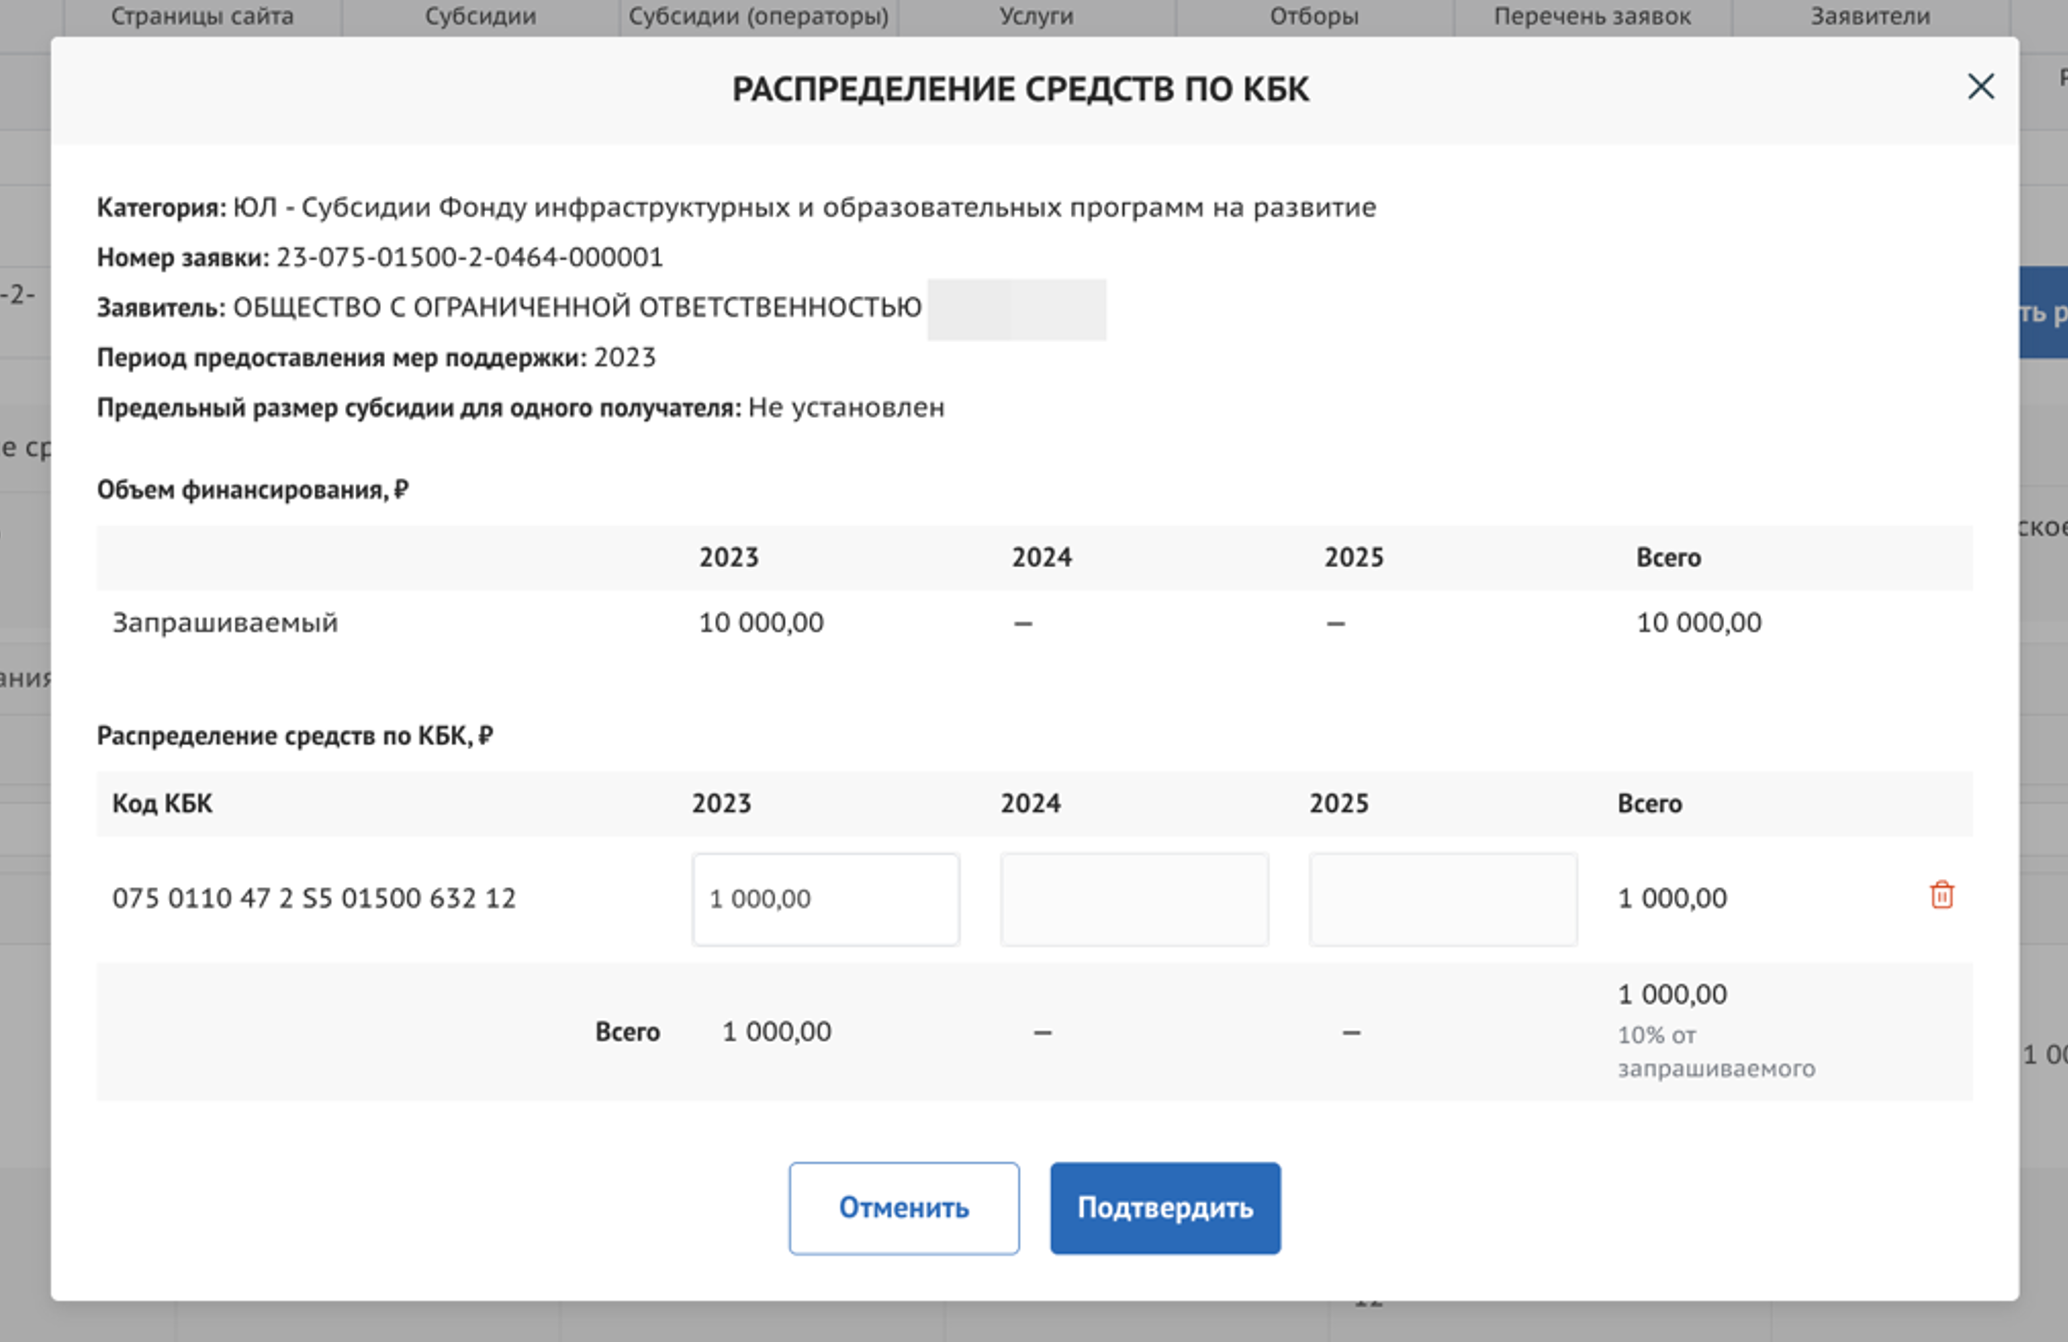 Страницы сайта
Субсидии
Субсидии (операторы)
Услуги
Отборы
Перечень заявок
Заявители
РАСПРЕДЕЛЕНИЕ СРЕДСТВ ПО КБК
Категория: ЮЛ - Субсидии Фонду инфраструктурных и образовательных программ на развитие
Номер заявки: 23-075-01500-2-0464-000001
-2-
Заявитель: ОБЩЕСТВО С ОГРАНИЧЕННОЙ ОТВЕТСТВЕННОСТЬЮ
ть р
Период предоставления мер поддержки: 2023
Предельный размер субсидии для одного получателя: Не установлен
е ср
Объем финансирования, ₽
ское
2023 2024 2025 Всего
Запрашиваемый 10 000,00 — — 10 000,00
ания
Распределение средств по КБК, ₽
Код КБК 2023 2024 2025 Всего
075 0110 47 2 S5 01500 632 12 1 000,00 1 000,00
Всего 1 000,00 — — 1 000,00
10% от
запрашиваемого
1 00
Отменить Подтвердить